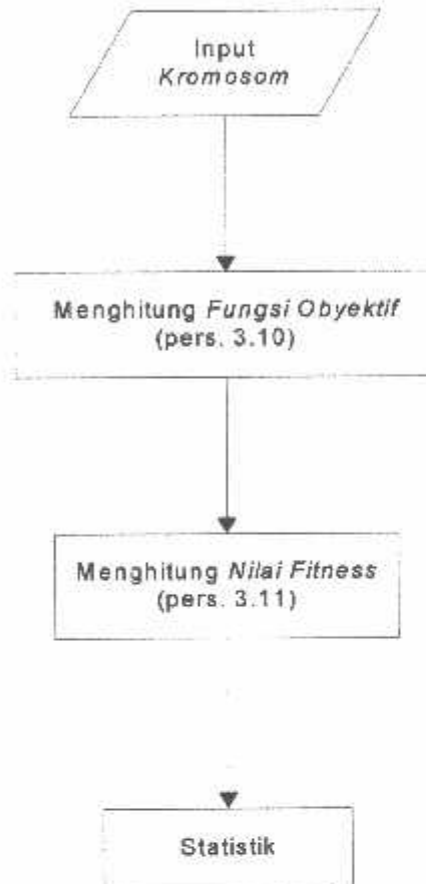 Input
Kromosom
Menghitung Fungsi Obyektif
(pers. 3.10)
Menghitung Nilai Fitness
(pers. 3.11)
Statistik